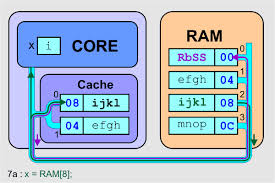 CORE
x i
Cache
0
08 ijkl
04 efgh
1
RAM
0
RbSS 00
1
efgh 04
2
ijkl 08
3
mnop 0C
7a : x = RAM[8];